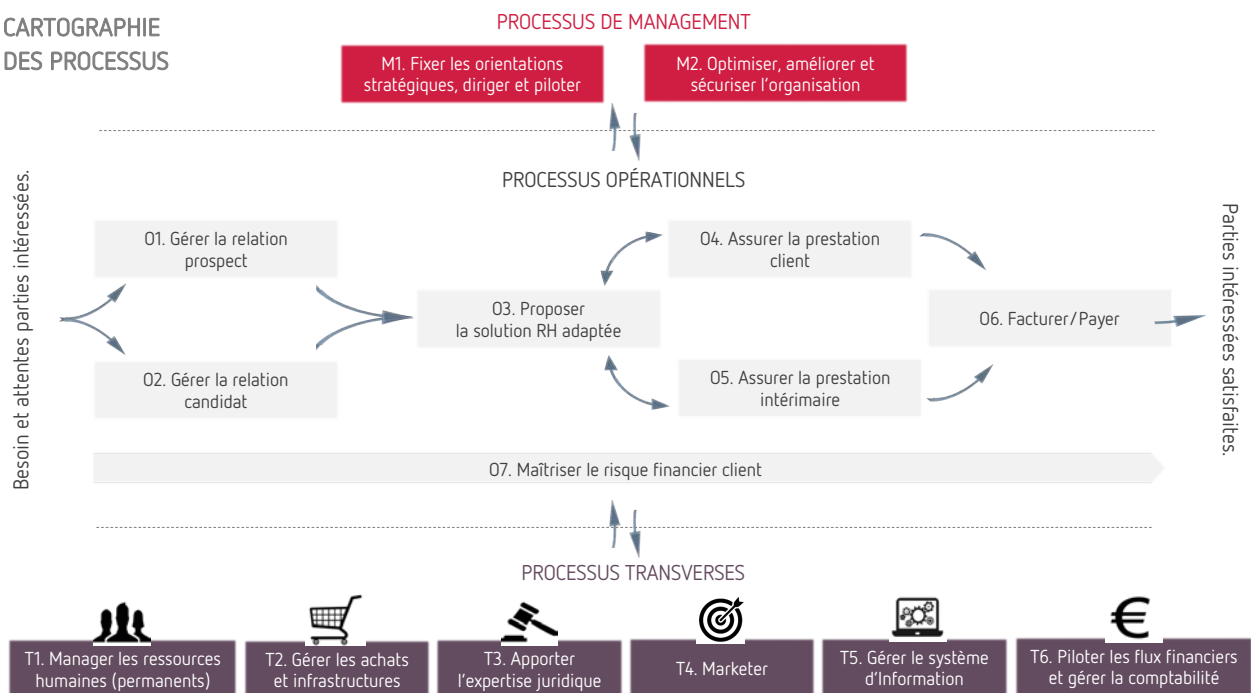 CARTOGRAPHIE
DES PROCESSUS
PROCESSUS DE MANAGEMENT
M1. Fixer les orientations
stratégiques, diriger et piloter
M2. Optimiser, améliorer et
sécuriser l'organisation
Besoin et attentes parties intéressées.
PROCESSUS OPÉRATIONNELS
O1. Gérer la relation
prospect
O2. Gérer la relation
candidat
O3. Proposer
la solution RH adaptée
O4. Assurer la prestation
client
O5. Assurer la prestation
intérimaire
O6. Facturer/Payer
Parties intéressées satisfaites.
O7. Maîtriser le risque financier client
PROCESSUS TRANSVERSES
T1. Manager les ressources
humaines (permanents)
T2. Gérer les achats
et infrastructures
T3. Apporter
l'expertise juridique
T4. Marketer
T5. Gérer le système
d'Information
€
T6. Piloter les flux financiers
et gérer la comptabilité